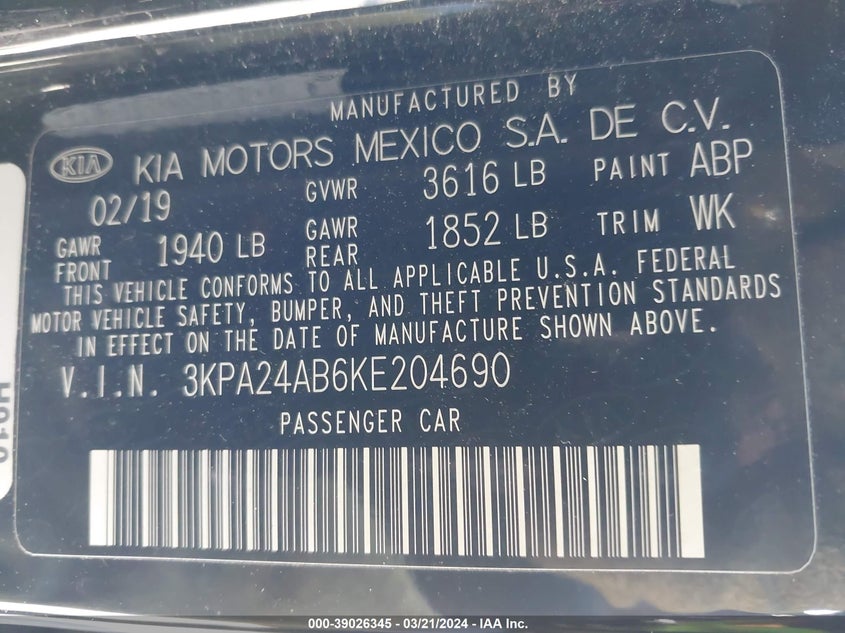 MANUFACTURED BY
KIA KIA MOTORS MEXICO S.A. DE C.V.
02/19 GVWR 3616 LB PAINT ABP
GAWR FRONT 1940 LB GAWR REAR 1852 LB TRIM WK
THIS VEHICLE CONFORMS TO ALL APPLICABLE U.S.A. FEDERAL
MOTOR VEHICLE SAFETY, BUMPER, AND THEFT PREVENTION STANDARDS
IN EFFECT ON THE DATE OF MANUFACTURE SHOWN ABOVE.
V.I.N. 3KPA24AB6KE204690
PASSENGER CAR
000-39026345 - 03/21/2024 - IAA Inc.